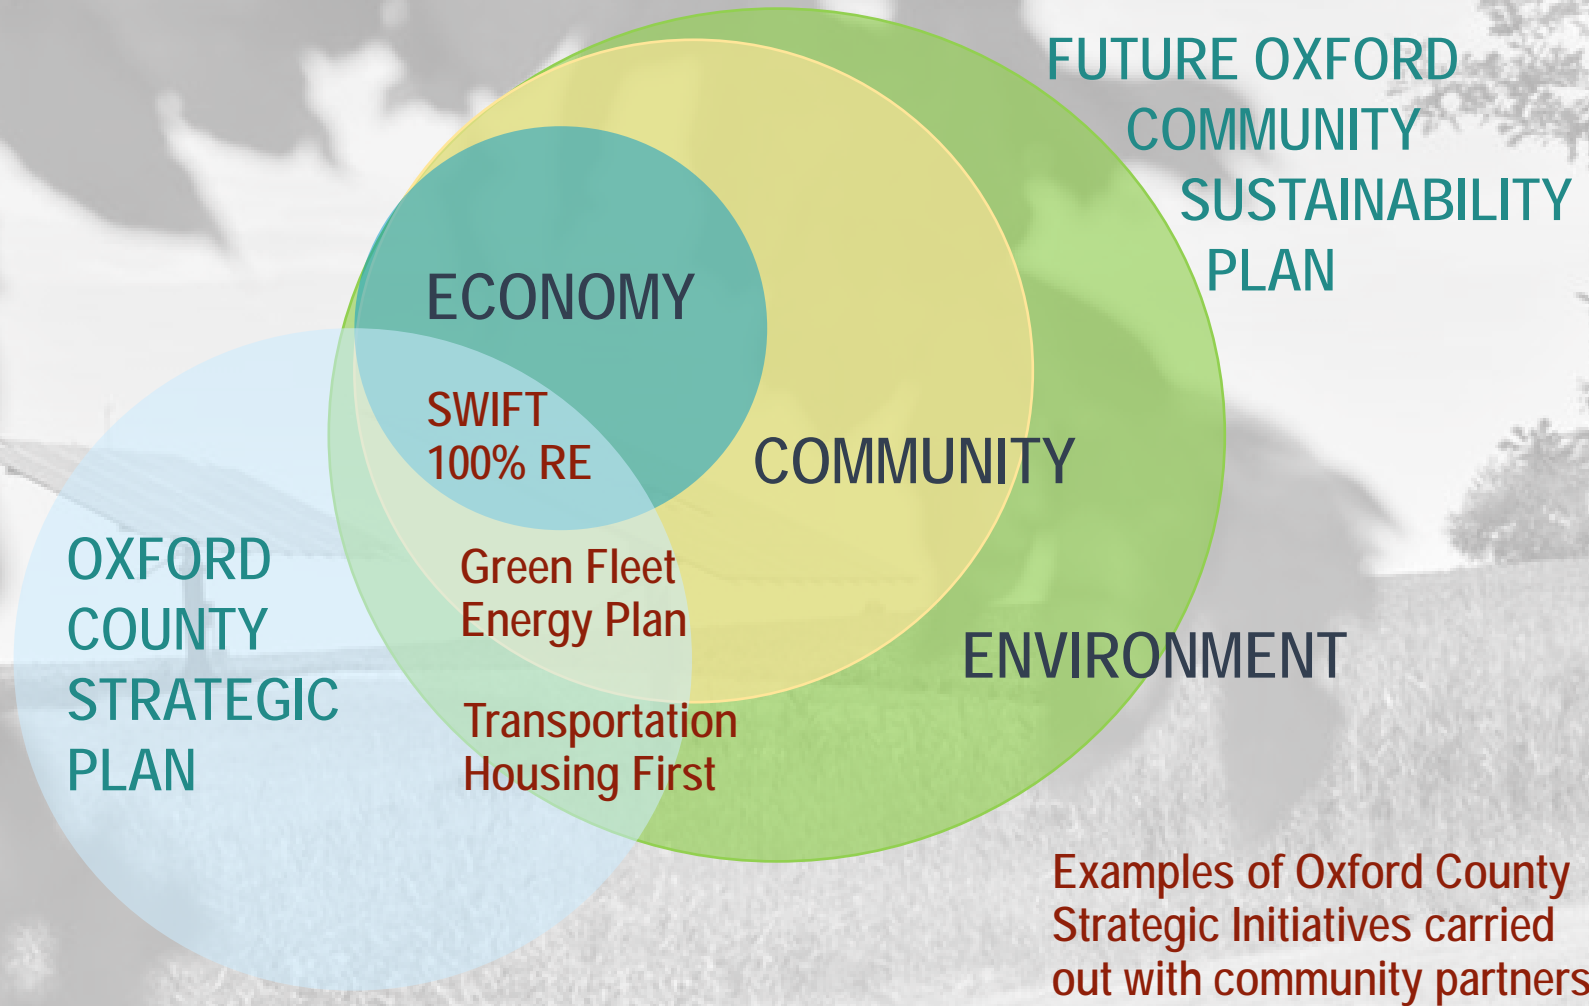 FUTURE OXFORD
COMMUNITY
SUSTAINABILITY
PLAN
ECONOMY
SWIFT
100% RE
COMMUNITY
OXFORD
COUNTY
STRATEGIC
PLAN
Green Fleet
Energy Plan
ENVIRONMENT
Transportation
Housing First
Examples of Oxford County
Strategic Initiatives carried
out with community partners